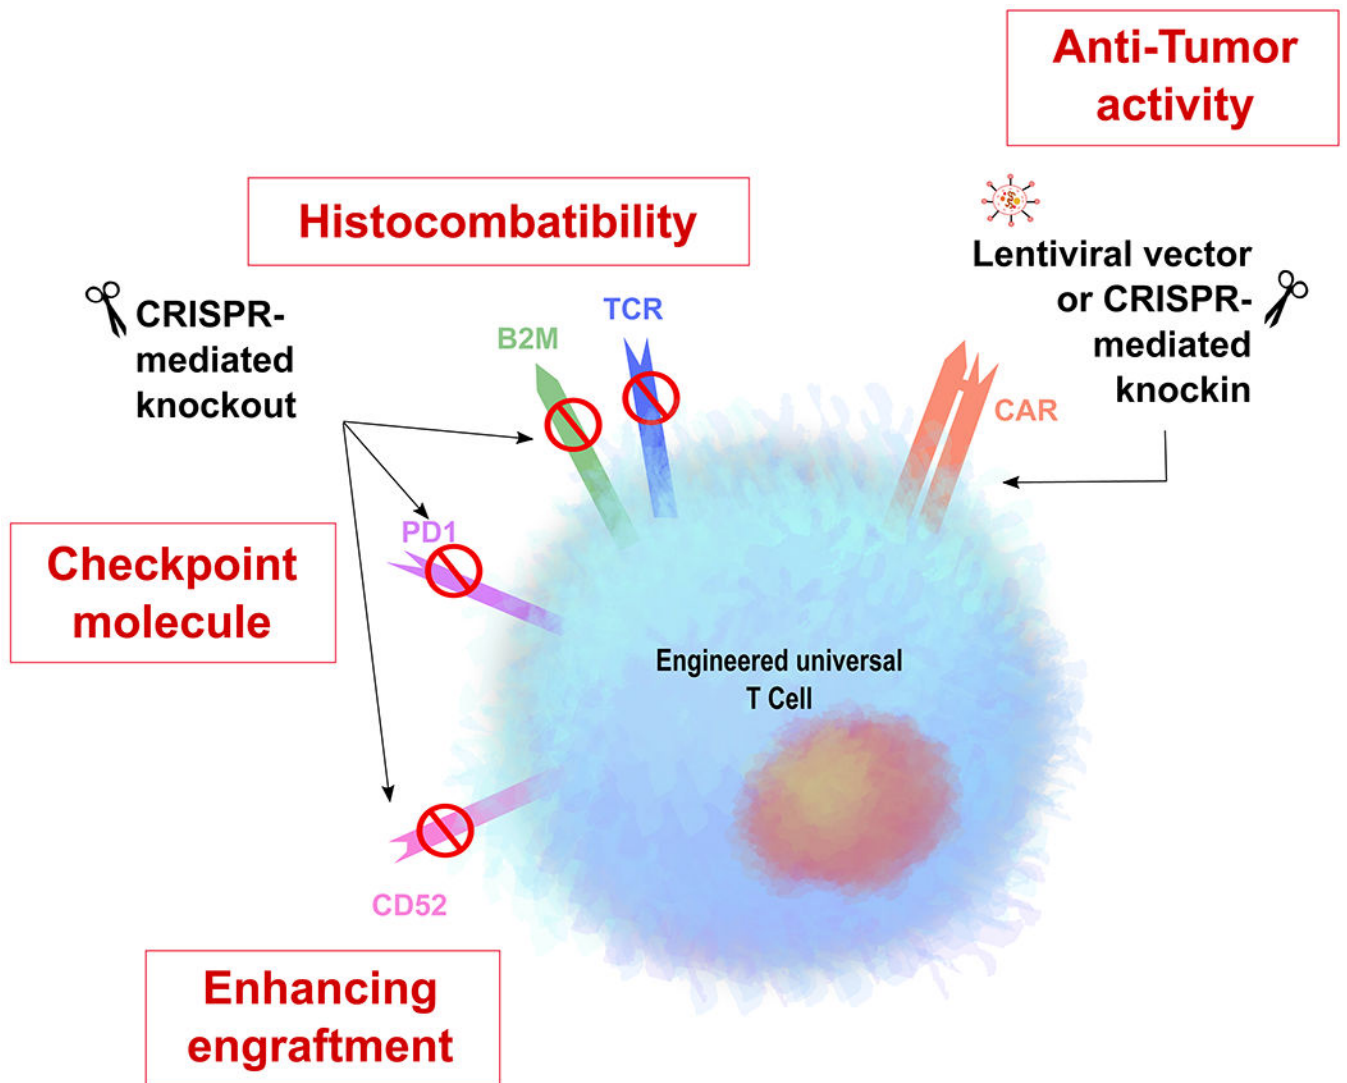 Anti-Tumor
activity
Histocombatibility
Lentiviral vector
or CRISPR-
mediated
knockin
CRISPR-
mediated
knockout
TCR
B2M
CAR
PD1
Checkpoint
molecule
Engineered universal
T Cell
CD52
Enhancing
engraftment